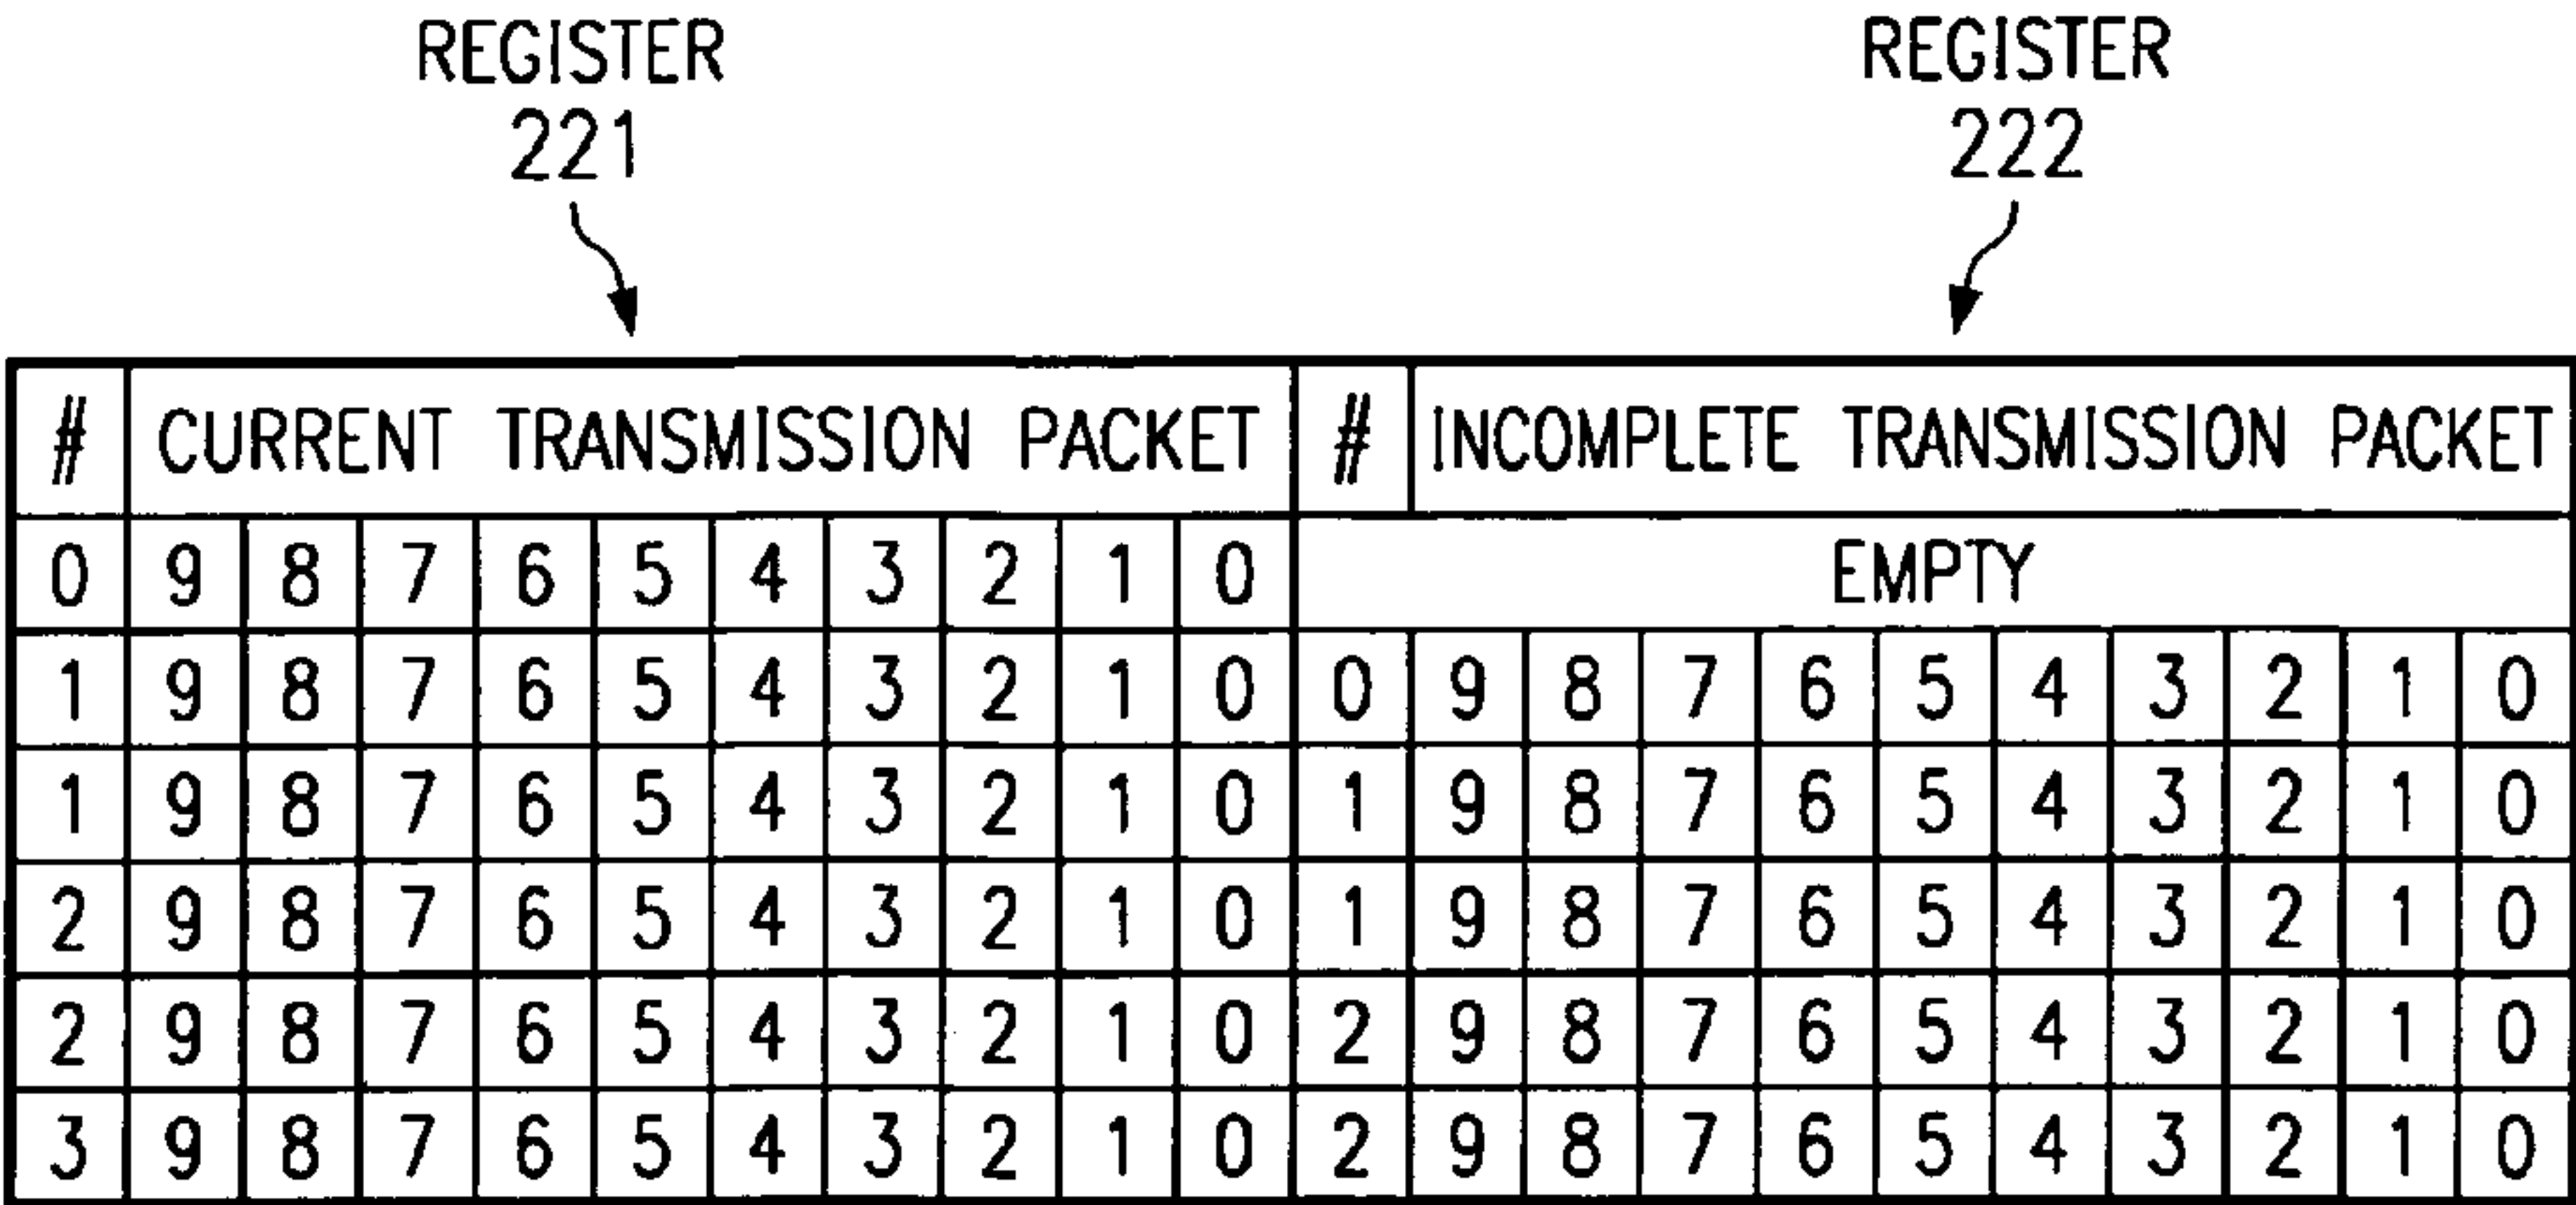 REGISTER REGISTER
221 222
# CURRENT TRANSMISSION PACKET # INCOMPLETE TRANSMISSION PACKET
0 9 8 7 6 5 4 3 2 1 0 EMPTY
1 9 8 7 6 5 4 3 2 1 0 0 9 8 7 6 5 4 3 2 1 0
1 9 8 7 6 5 4 3 2 1 0 1 9 8 7 6 5 4 3 2 1 0
2 9 8 7 6 5 4 3 2 1 0 1 9 8 7 6 5 4 3 2 1 0
2 9 8 7 6 5 4 3 2 1 0 2 9 8 7 6 5 4 3 2 1 0
3 9 8 7 6 5 4 3 2 1 0 2 9 8 7 6 5 4 3 2 1 0